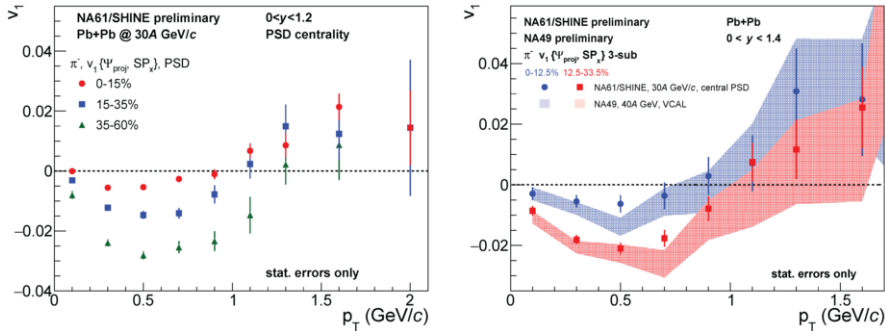 v₁
NA61/SHINE preliminary 0<y<1.2
Pb+Pb @ 30A GeV/c PSD centrality
π⁻, v₁{Ψproj, SPx}, PSD
0-15%
15-35%
35-60%
0.04
0.02
0
−0.02
−0.04
stat. errors only
0 0.5 1 1.5 2
pT (GeV/c)
v₁
NA61/SHINE preliminary Pb+Pb
NA49 preliminary 0 < y < 1.4
π⁻ v₁{Ψproj, SPx} 3-sub
0-12.5% 12.5-33.5%
NA61/SHINE, 30A GeV/c, central PSD
NA49, 40A GeV, VCAL
0.04
0.02
0
−0.02
stat. errors only
0.0 0.5 1.0 1.5
pT (GeV/c)